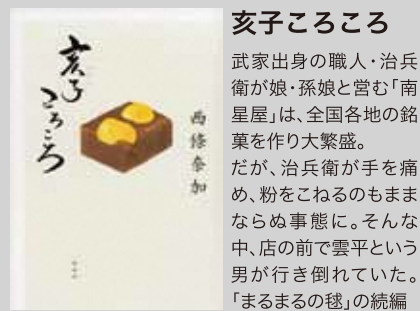 亥子ころころ
西條奈加
亥子ころころ
武家出身の職人・治兵
衛が娘・孫娘と営む「南
星屋」は、全国各地の銘
菓を作り大繁盛。
だが、治兵衛が手を痛
め、粉をこねるのもまま
ならぬ事態に。そんな
中、店の前で雲平という
男が行き倒れていた。
「まるまるの毬」の続編